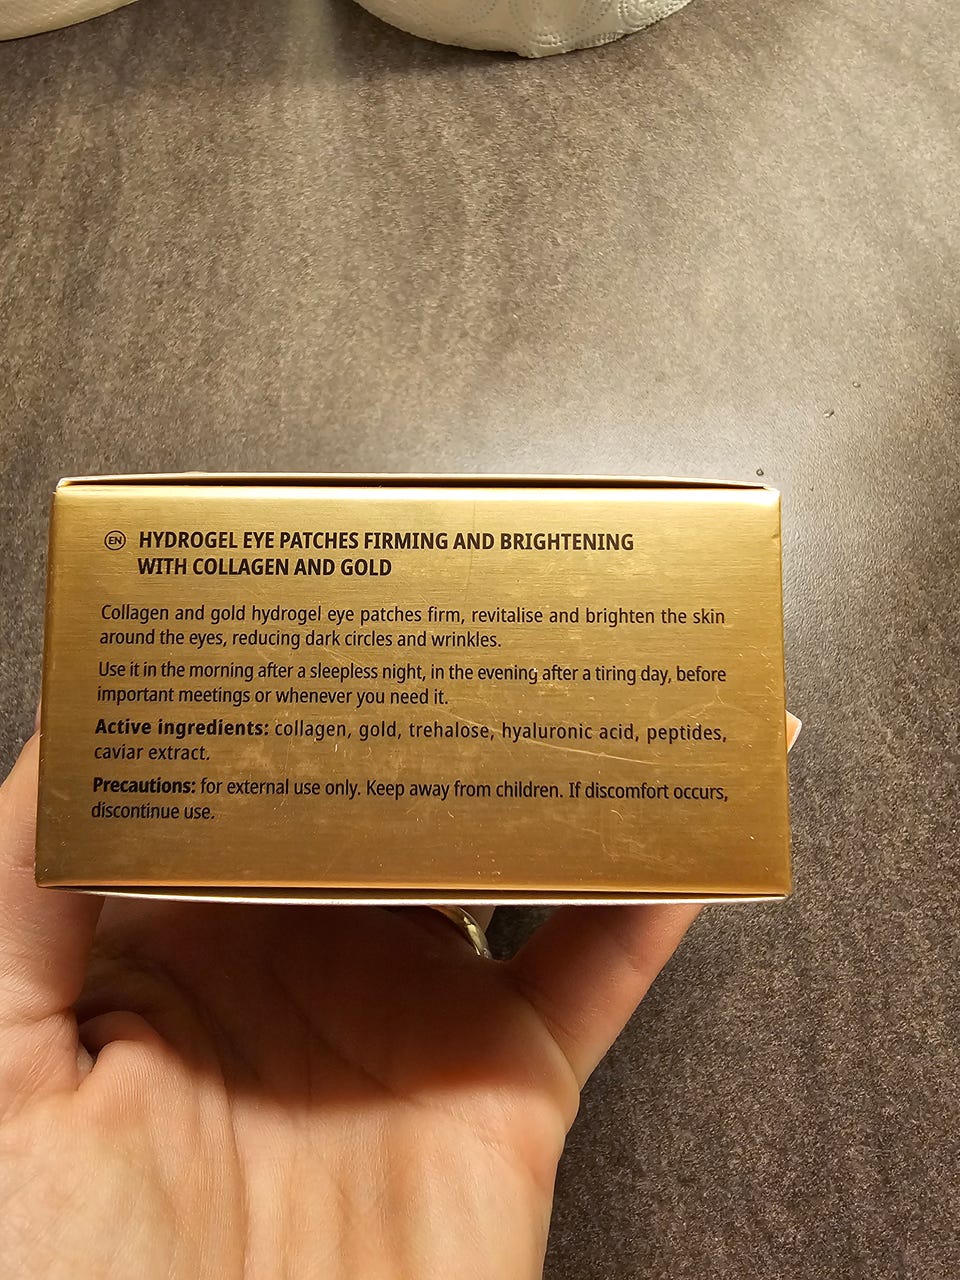 EN HYDROGEL EYE PATCHES FIRMING AND BRIGHTENING
WITH COLLAGEN AND GOLD
Collagen and gold hydrogel eye patches firm, revitalise and brighten the skin
around the eyes, reducing dark circles and wrinkles.
Use it in the morning after a sleepless night, in the evening after a tiring day, before
important meetings or whenever you need it.
Active ingredients: collagen, gold, trehalose, hyaluronic acid, peptides,
caviar extract.
Precautions: for external use only. Keep away from children. If discomfort occurs,
discontinue use.